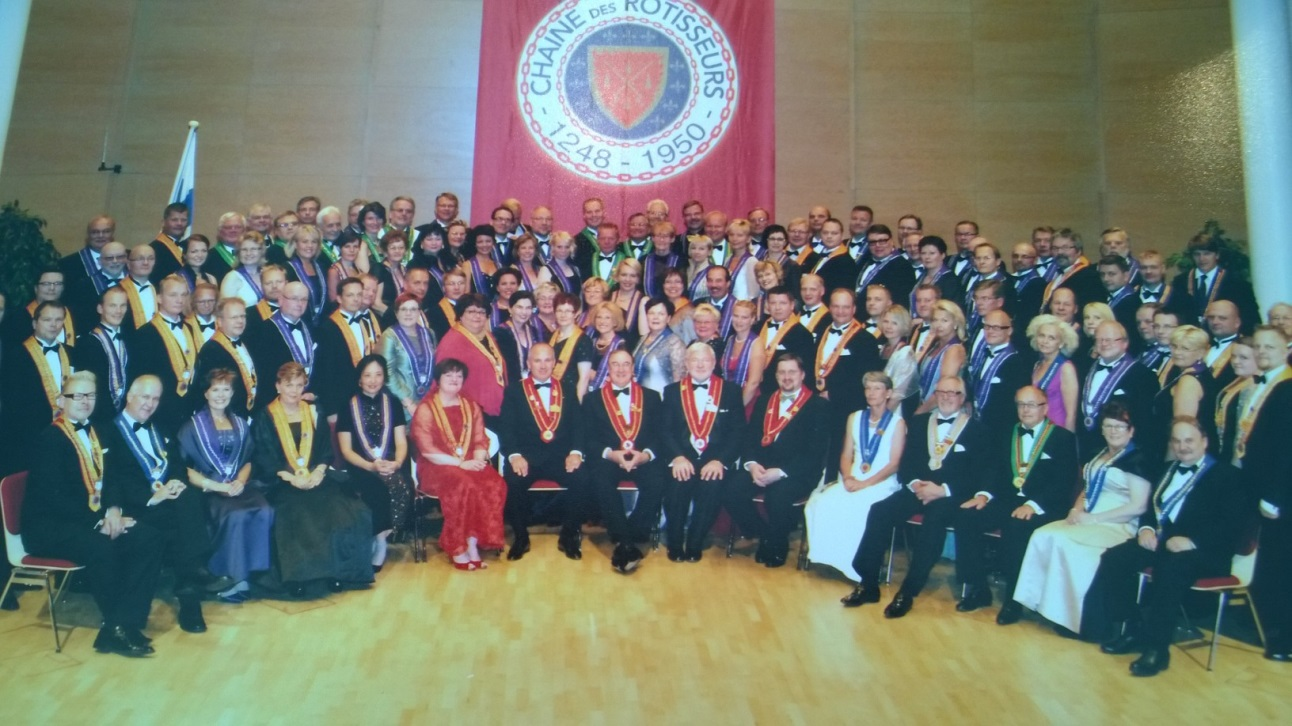 CHAINE DES ROTISSEURS
- 1248 - 1950 -